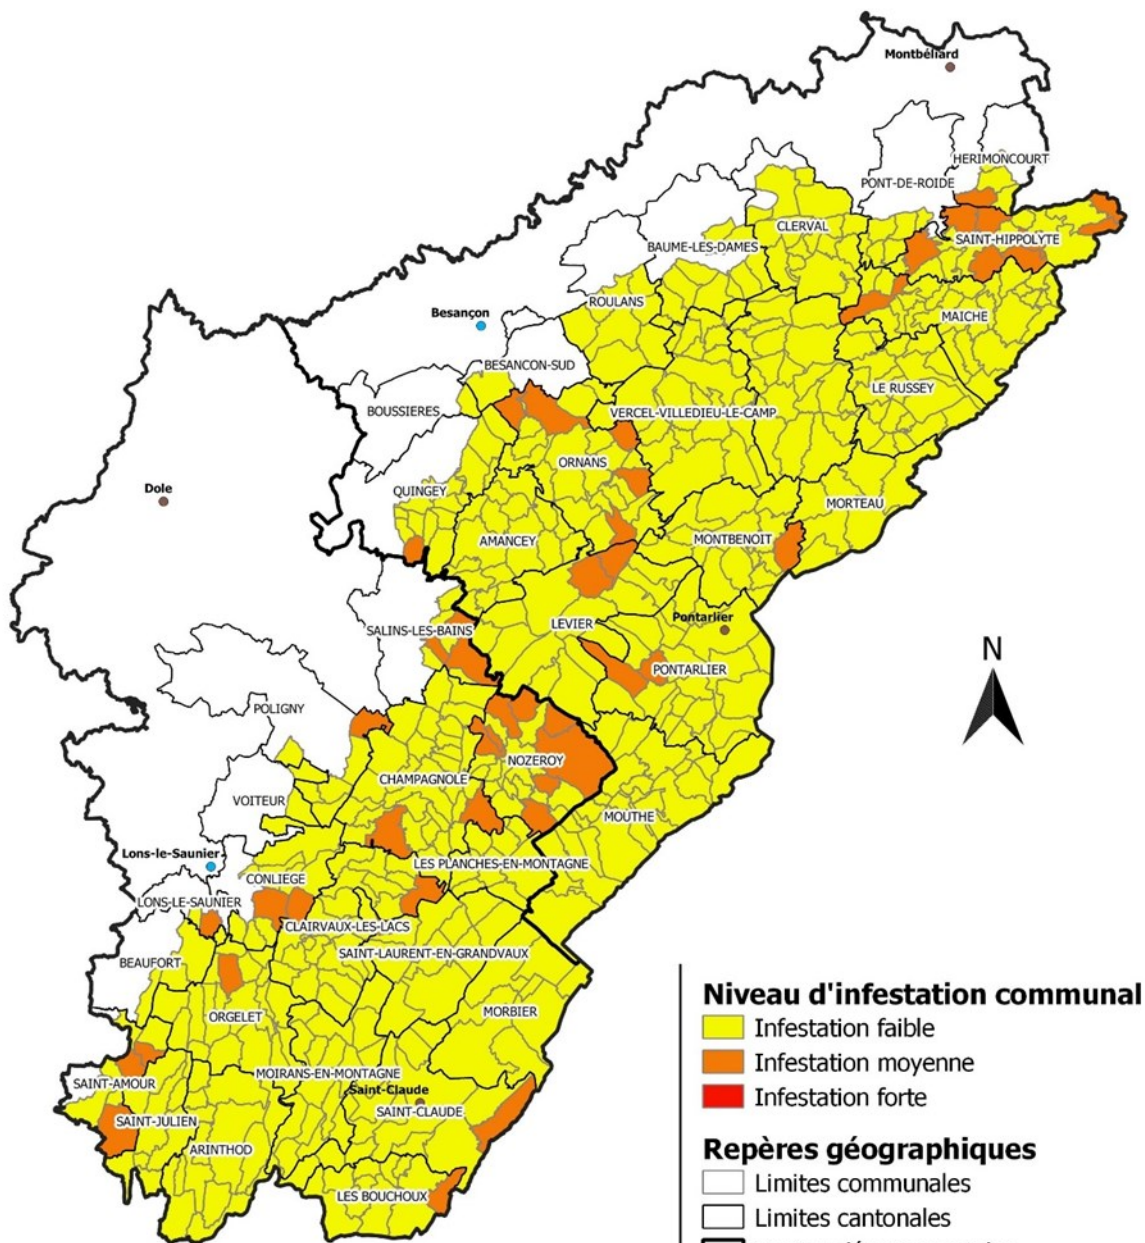 Montbéliard
HERIMONCOURT
PONT-DE-ROIDE
CLERVAL
SAINT-HIPPOLYTE
BAUME-LES-DAMES
ROULANS
Besançon
MAICHE
BESANCON-SUD
LE RUSSEY
BOUSSIERES
VERCEL-VILLEDIEU-LE-CAMP
ORNANS
Dole
QUINGEY
MORTEAU
AMANCEY
MONTBENOIT
Pontarlier
LEVIER
SALINS-LES-BAINS
N
PONTARLIER
POLIGNY
NOZEROY
CHAMPAGNOLE
VOITEUR
MOUTHE
Lons-le-Saunier
LES PLANCHES-EN-MONTAGNE
CONLIEGE
LONS-LE-SAUNIER
CLAIRVAUX-LES-LACS
SAINT-LAURENT-EN-GRANDVAUX
BEAUFORT
MORBIER
ORGELET
MOIRANS-EN-MONTAGNE
SAINT-AMOUR
Saint-Claude
SAINT-CLAUDE
SAINT-JULIEN
ARINTHOD
LES BOUCHOUX
Niveau d'infestation communal
Infestation faible
Infestation moyenne
Infestation forte
Repères géographiques
Limites communales
Limites cantonales